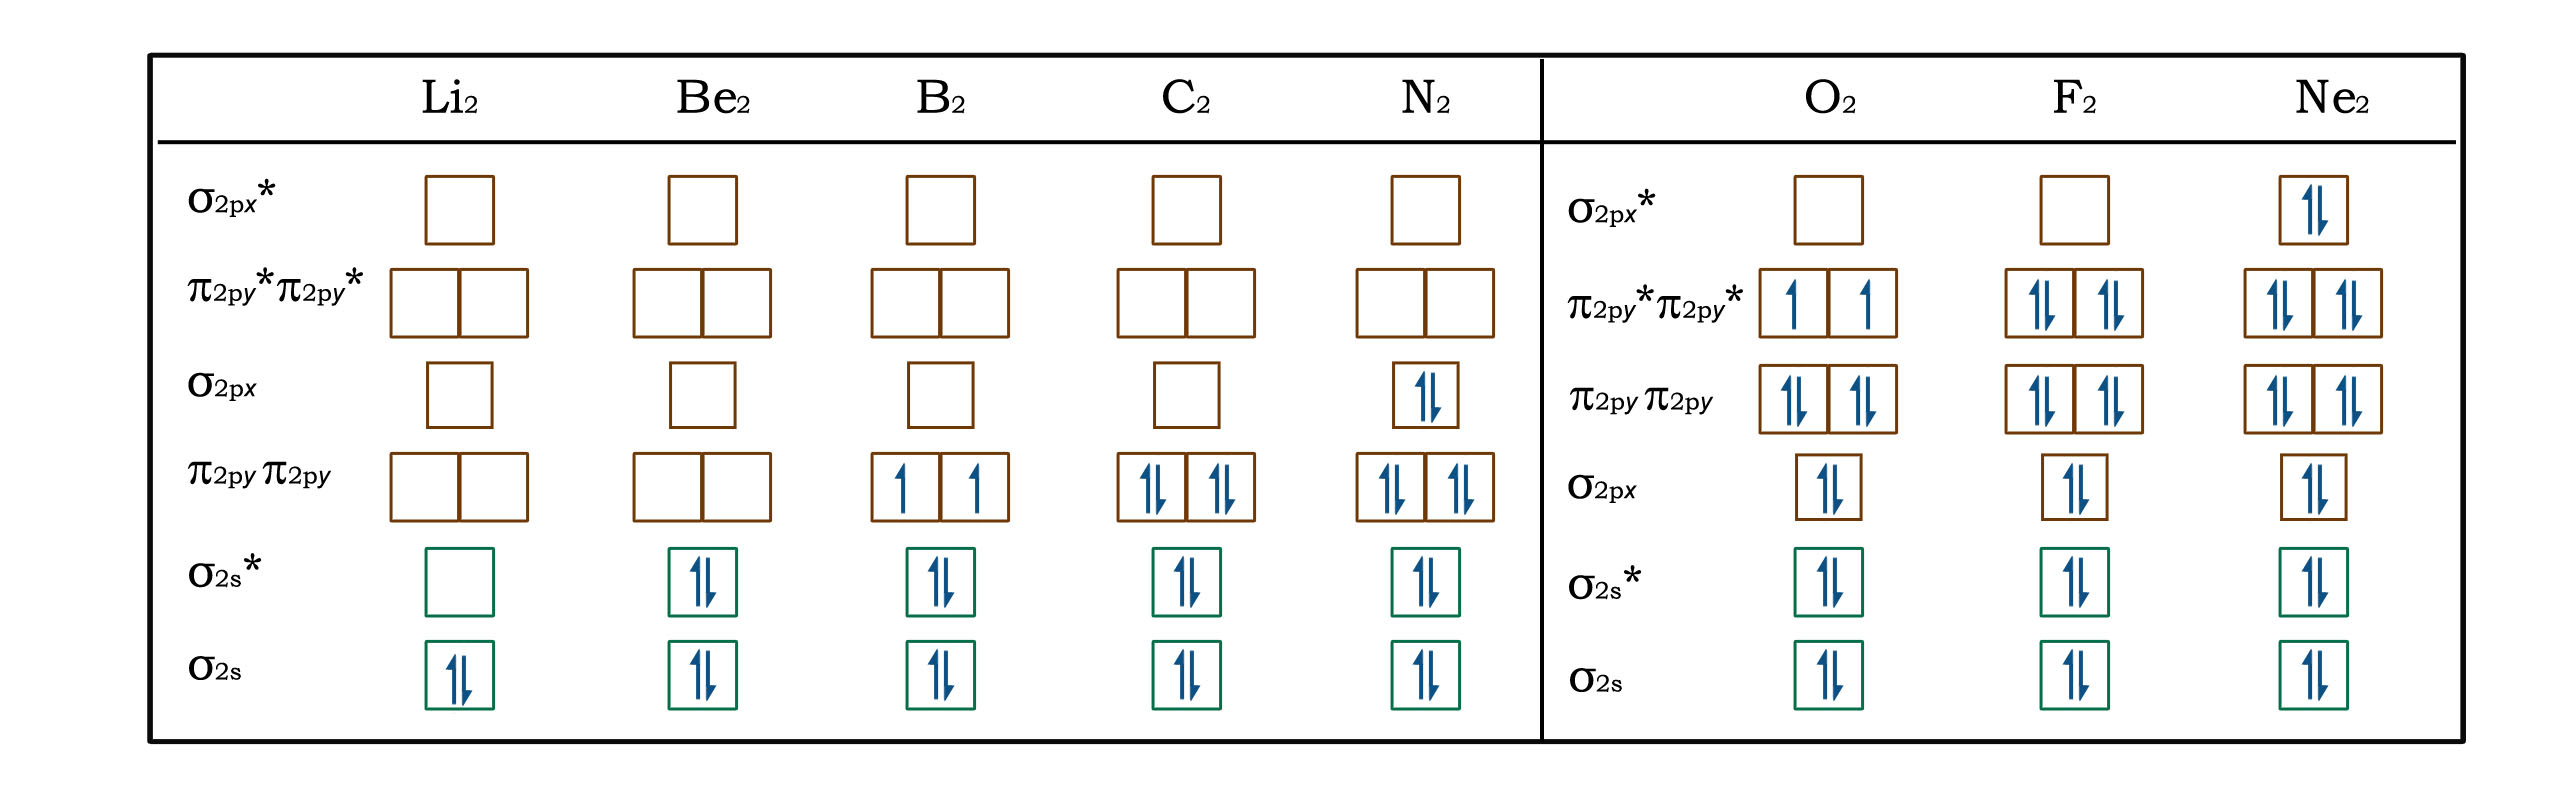 Li₂ Be₂ B₂ C₂ N₂ O₂ F₂ Ne₂
σ2px*
π2py*π2py*
σ2px
π2py π2py
σ2s*
σ2s
σ2px*
π2py*π2py*
π2py π2py
σ2px
σ2s*
σ2s